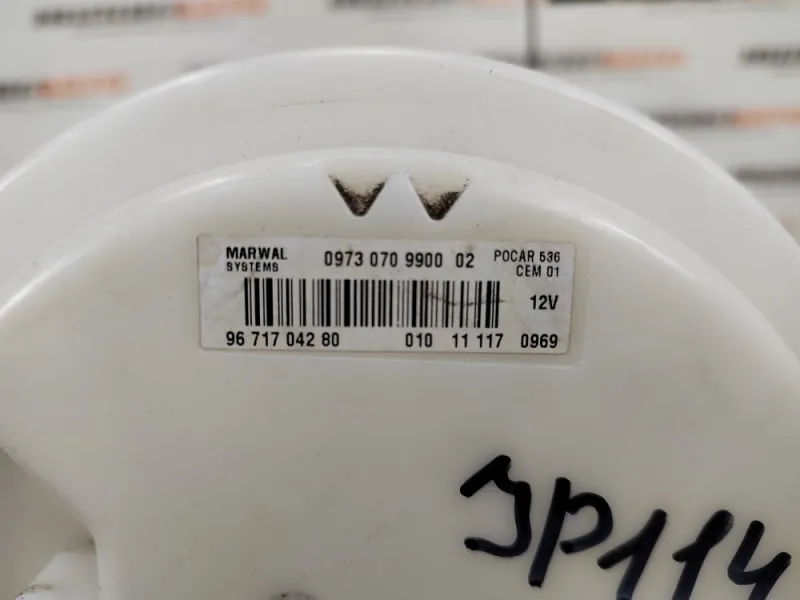 MARWAL
SYSTEMS
0973 070 9900 02
POCAR 536
CEM 01
12V
96 717 042 80 010 11 117 0969
JP114